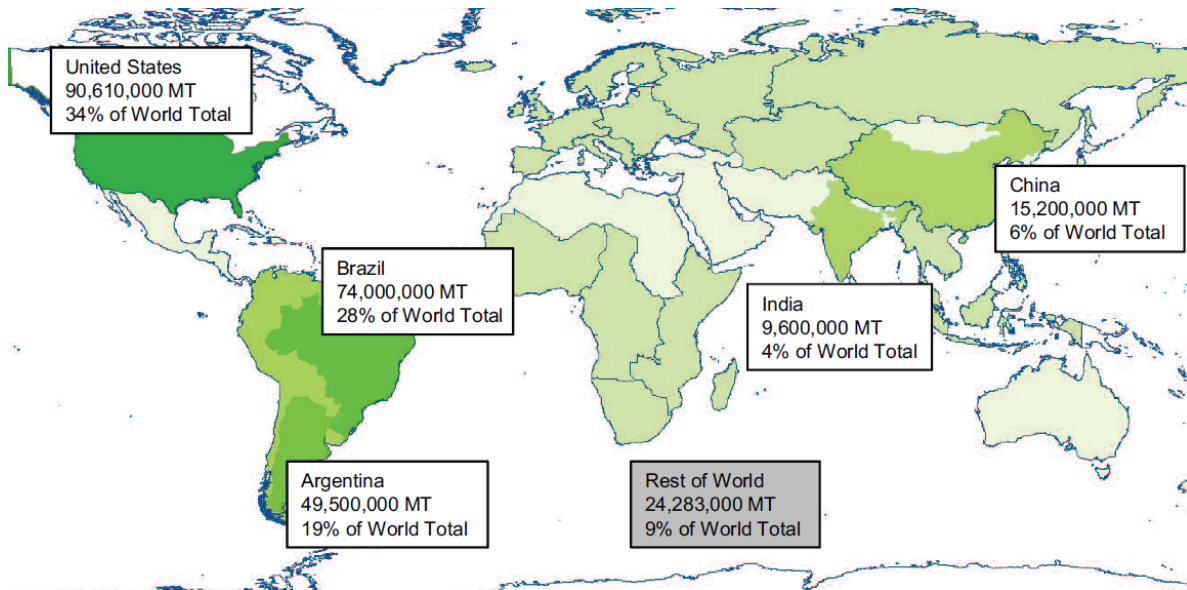 United States
90,610,000 MT
34% of World Total
China
15,200,000 MT
6% of World Total
Brazil
74,000,000 MT
28% of World Total
India
9,600,000 MT
4% of World Total
Argentina
49,500,000 MT
19% of World Total
Rest of World
24,283,000 MT
9% of World Total